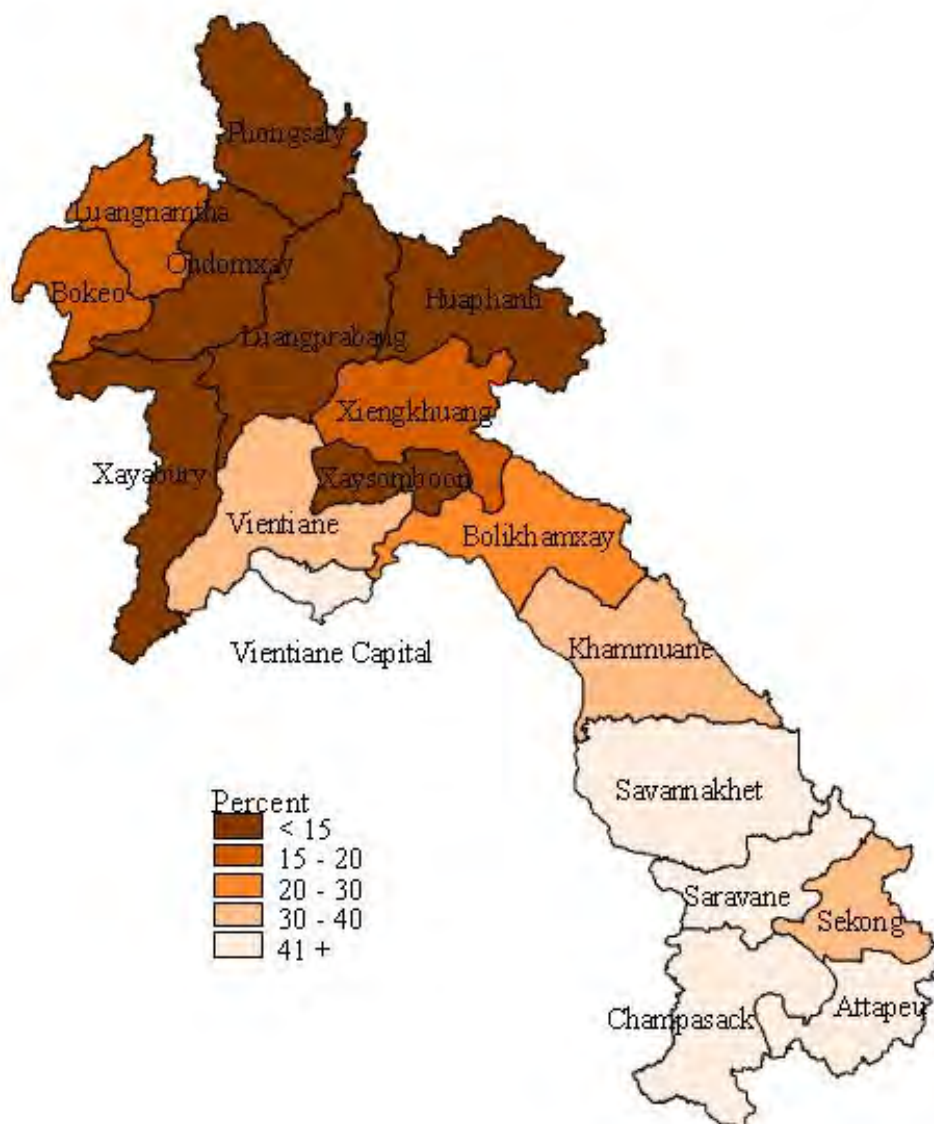 Phongsaly
Luangnamtha
Oudomxay
Bokeo
Huaphanh
Luangprabang
Xiengkhuang
Xayabury
Xaysomboon
Vientiane
Bolikhamxay
Vientiane Capital
Khammuane
Savannakhet
Percent
< 15
15 - 20
20 - 30
30 - 40
41 +
Saravane
Sekong
Champasack
Attapeu